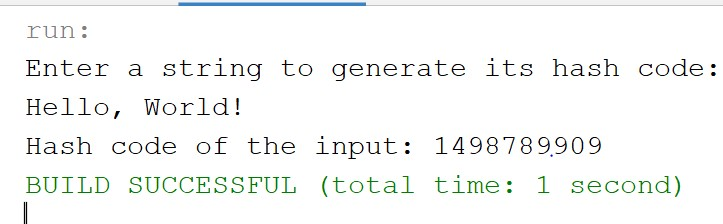 run:
Enter a string to generate its hash code:
Hello, World!
Hash code of the input: 1498789909
BUILD SUCCESSFUL (total time: 1 second)